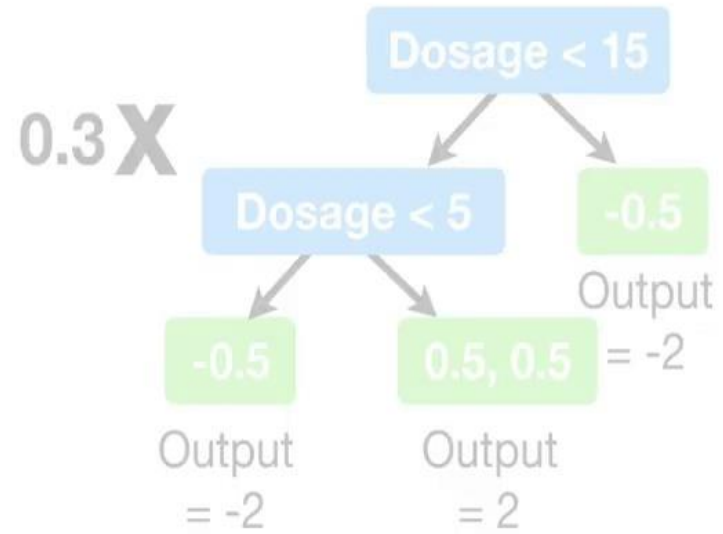 Dosage < 15
0.3 X
Dosage < 5
-0.5
Output
= -2
-0.5
0.5, 0.5
Output
= -2
Output
= 2